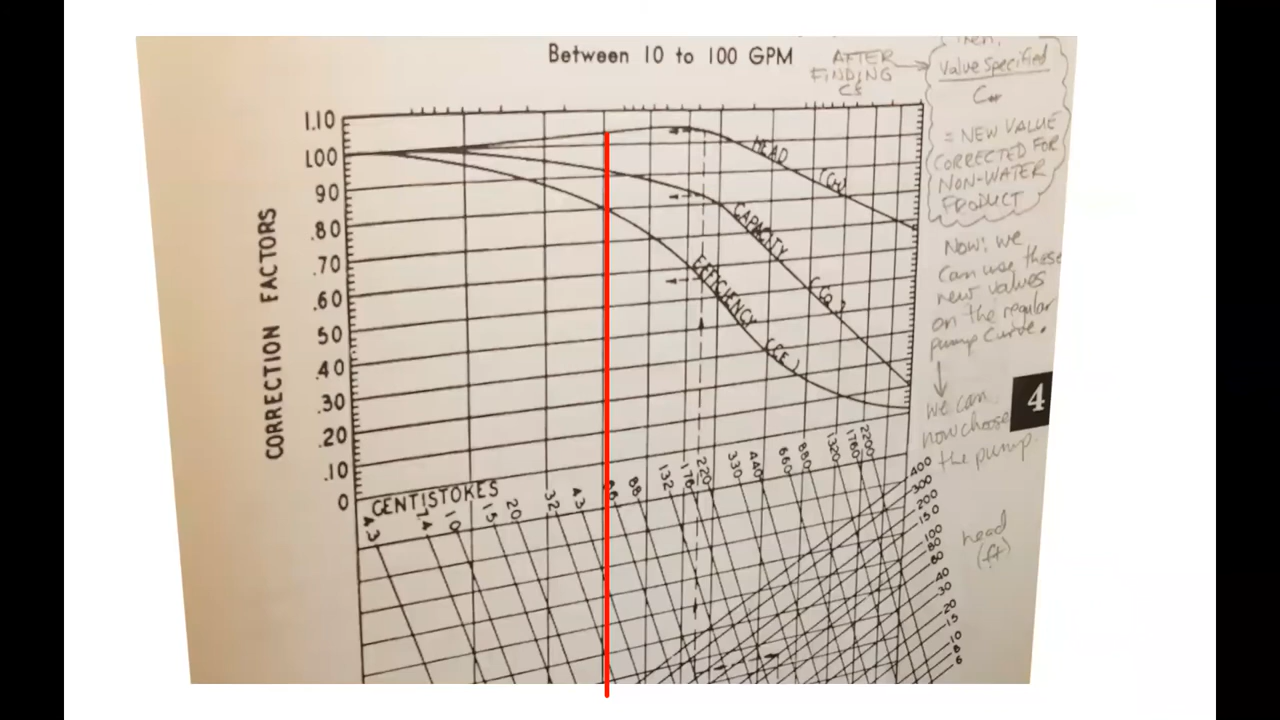 Between 10 to 100 GPM
AFTER
FINDING
value specified
= NEW VALUE
CORRECTED FOR
NON-WATER
PRODUCT
Now: we
can use these
new values
on the regular
pump curve.
we can
now choose
the pump.
head
(ft)
4
CORRECTION FACTORS
1.10
1.00
.90
.80
.70
.60
.50
.40
.30
.20
.10
0
HEAD (CH)
CAPACITY (CQ)
EFFICIENCY (CE)
CENTISTOKES
4.3
7.4
10
15
20
32
43
88
132
176
220
330
440
660
880
1320
1760
2200
400
300
200
150
100
80
60
40
30
20
15
10
8
6